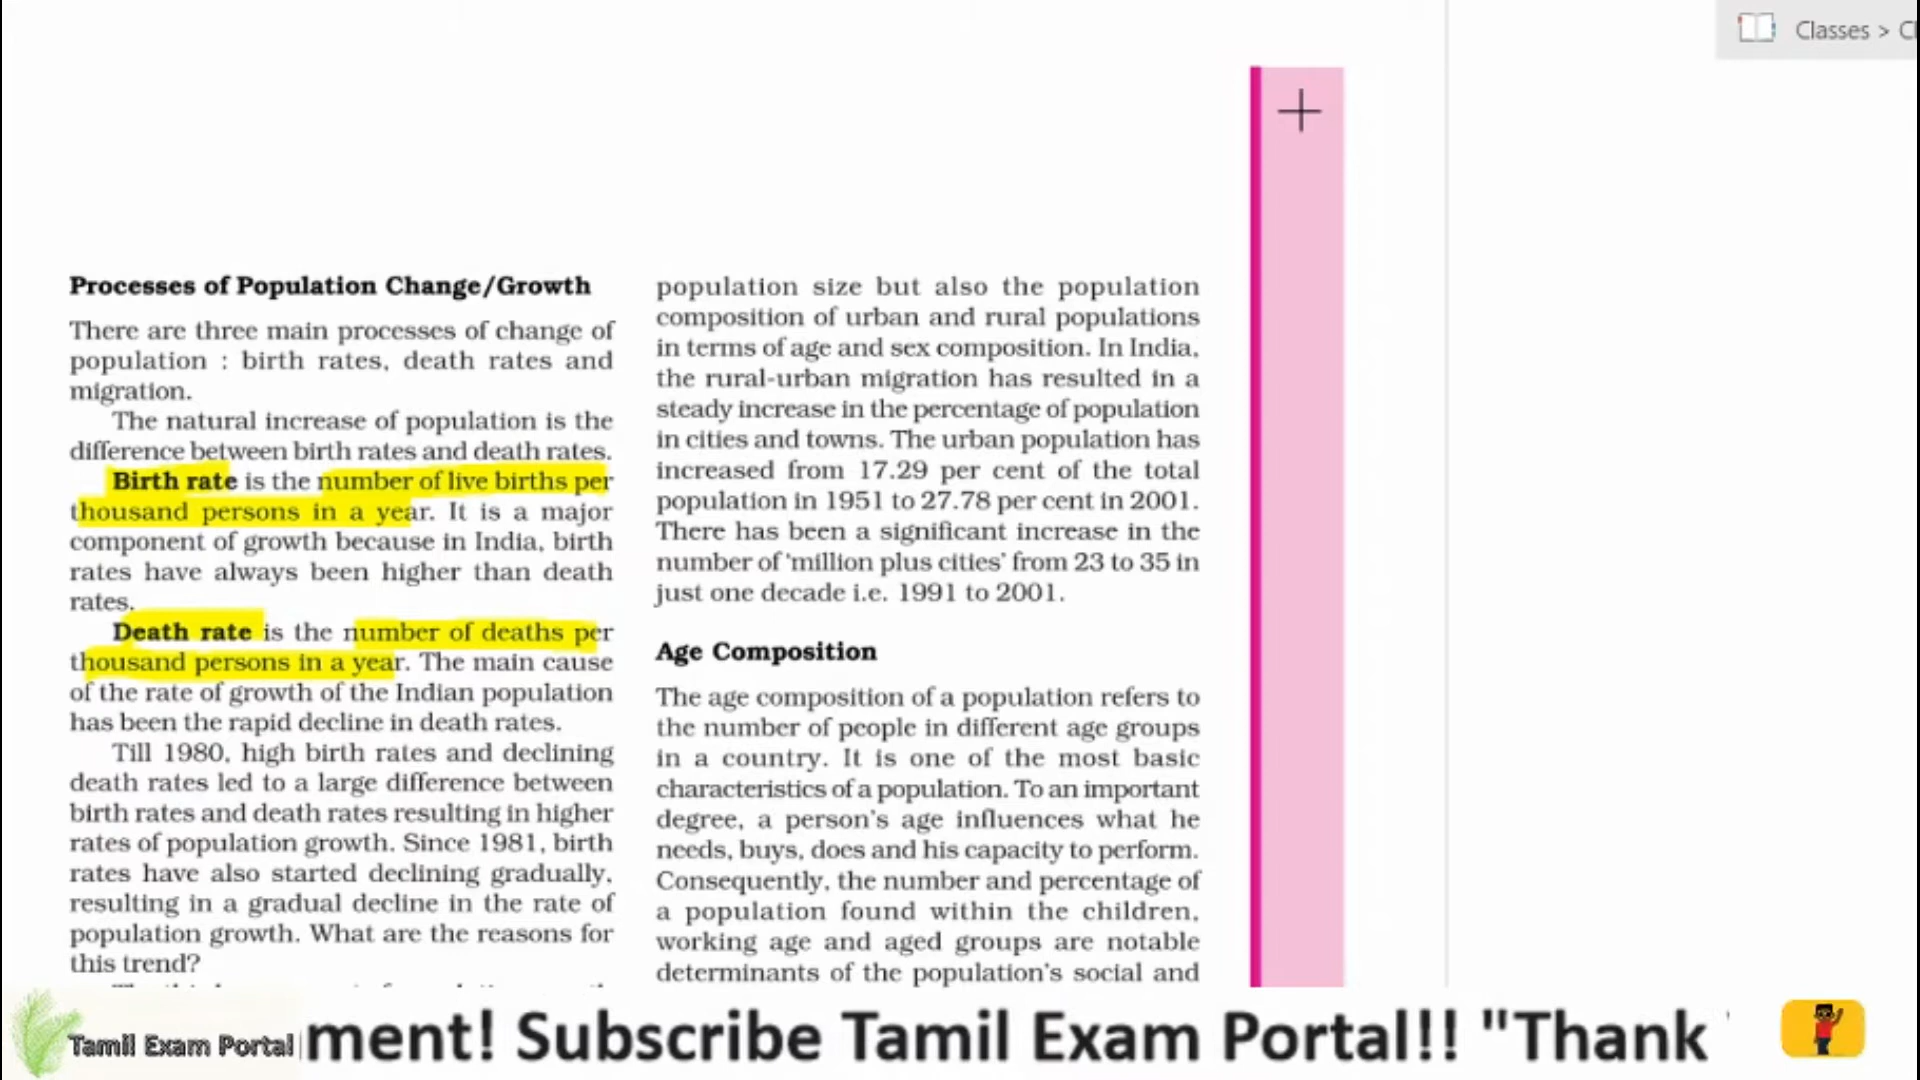 Classes >
Processes of Population Change/Growth
There are three main processes of change of
population : birth rates, death rates and
migration.
The natural increase of population is the
difference between birth rates and death rates.
Birth rate is the number of live births per
thousand persons in a year. It is a major
component of growth because in India, birth
rates have always been higher than death
rates.
Death rate is the number of deaths per
thousand persons in a year. The main cause
of the rate of growth of the Indian population
has been the rapid decline in death rates.
Till 1980, high birth rates and declining
death rates led to a large difference between
birth rates and death rates resulting in higher
rates of population growth. Since 1981, birth
rates have also started declining gradually,
resulting in a gradual decline in the rate of
population growth. What are the reasons for
this trend?
population size but also the population
composition of urban and rural populations
in terms of age and sex composition. In India,
the rural-urban migration has resulted in a
steady increase in the percentage of population
in cities and towns. The urban population has
increased from 17.29 per cent of the total
population in 1951 to 27.78 per cent in 2001.
There has been a significant increase in the
number of 'million plus cities' from 23 to 35 in
just one decade i.e. 1991 to 2001.
Age Composition
The age composition of a population refers to
the number of people in different age groups
in a country. It is one of the most basic
characteristics of a population. To an important
degree, a person's age influences what he
needs, buys, does and his capacity to perform.
Consequently, the number and percentage of
a population found within the children,
working age and aged groups are notable
determinants of the population's social and
Tamil Exam Portal
ment! Subscribe Tamil Exam Portal!! "Thank